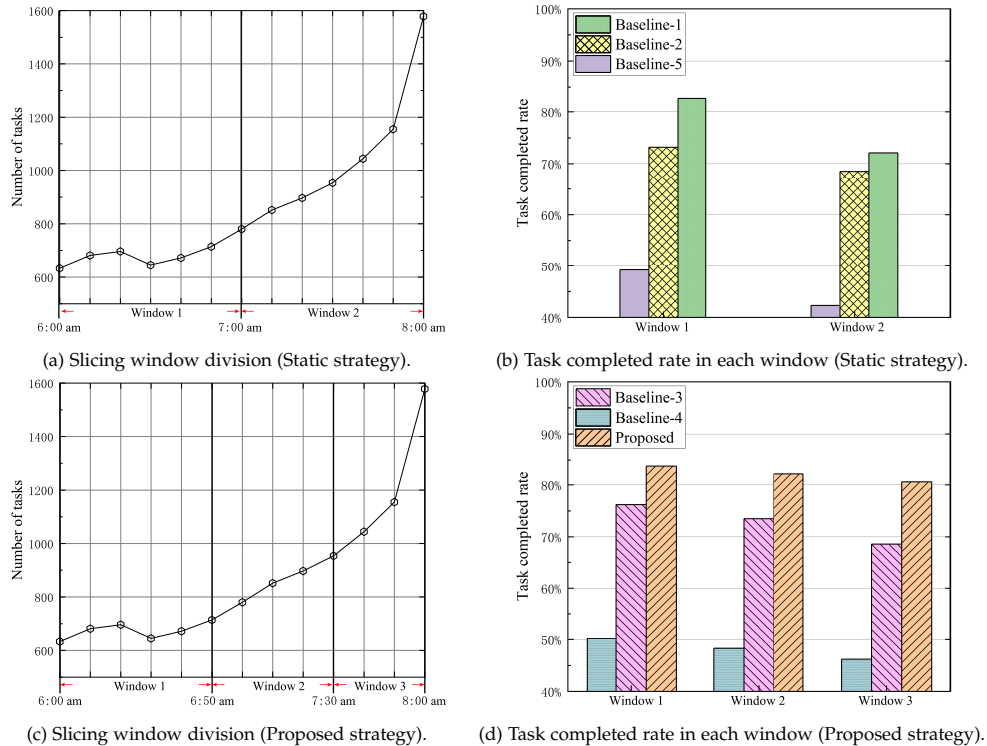 1600
1400
1200
1000
800
600
Number of tasks
Window 1
Window 2
6:00 am
7:00 am
8:00 am
(a) Slicing window division (Static strategy).
100%
90%
80%
70%
60%
50%
40%
Task completed rate
Baseline-1
Baseline-2
Baseline-5
Window 1
Window 2
(b) Task completed rate in each window (Static strategy).
1600
1400
1200
1000
800
600
Number of tasks
Window 1
Window 2
Window 3
6:00 am
6:50 am
7:30 am
8:00 am
(c) Slicing window division (Proposed strategy).
100%
90%
80%
70%
60%
50%
40%
Task completed rate
Baseline-3
Baseline-4
Proposed
Window 1
Window 2
Window 3
(d) Task completed rate in each window (Proposed strategy).